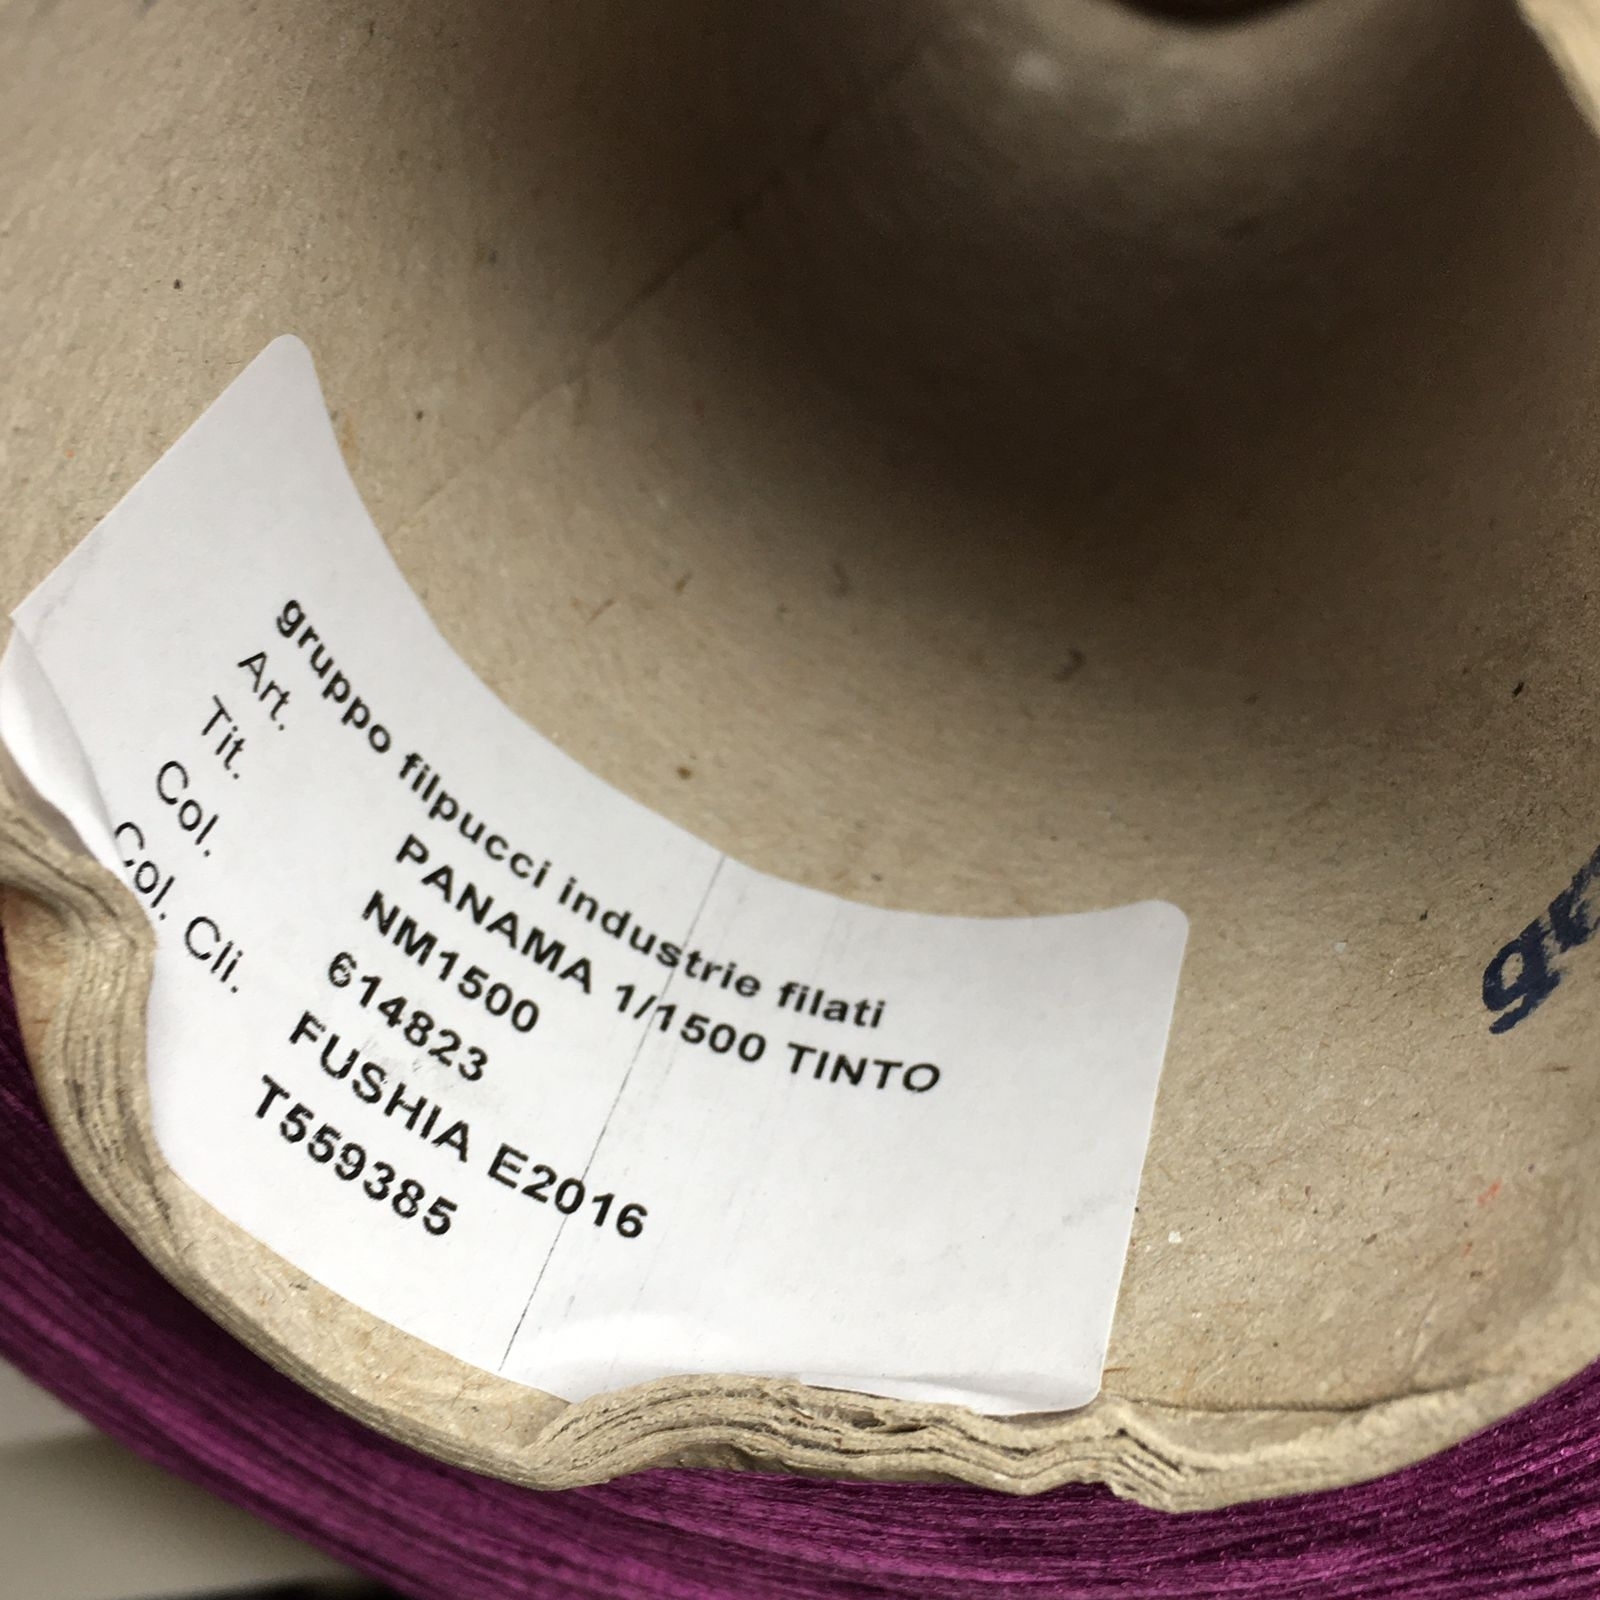 gruppo filpucci industrie filati
Art. PANAMA 1/1500 TINTO
Tit. NM1500
Col. 614823
Col. Cli. FUSHIA E2016
T559385